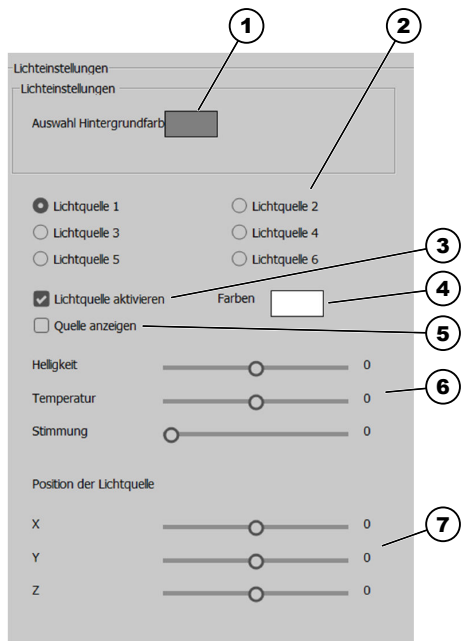 1 2
Lichteinstellungen
Lichteinstellungen
Auswahl Hintergrundfarb
Lichtquelle 1 Lichtquelle 2
Lichtquelle 3 Lichtquelle 4
3
Lichtquelle 5 Lichtquelle 6
4
Lichtquelle aktivieren Farben
Quelle anzeigen 5
Helligkeit 0
6
Temperatur 0
Stimmung 0
Position der Lichtquelle
X 0 7
Y 0
Z 0